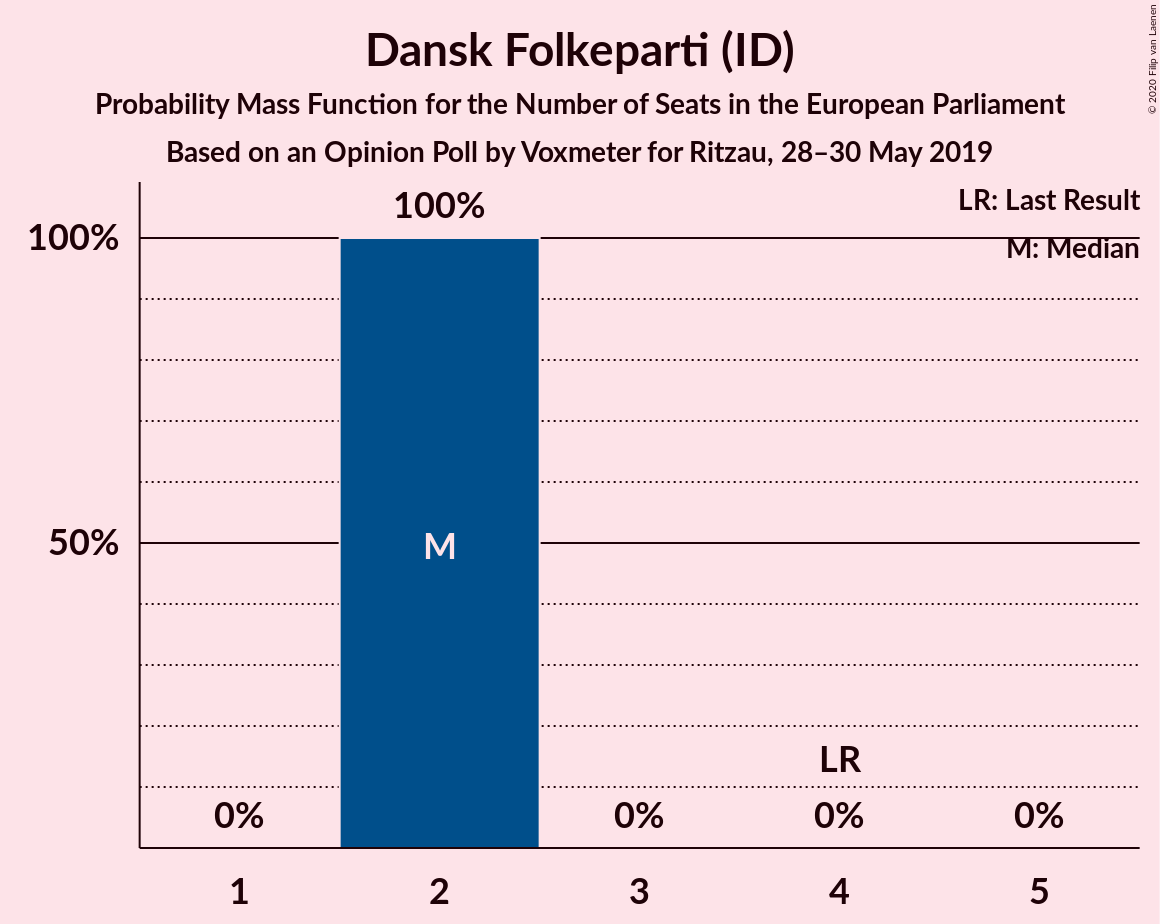 Dansk Folkeparti (ID)
Probability Mass Function for the Number of Seats in the European Parliament
Based on an Opinion Poll by Voxmeter for Ritzau, 28–30 May 2019
© 2020 Filip van Laenen
LR: Last Result
M: Median
100%
100%
50%
M
LR
0%
0%
0%
0%
1
2
3
4
5